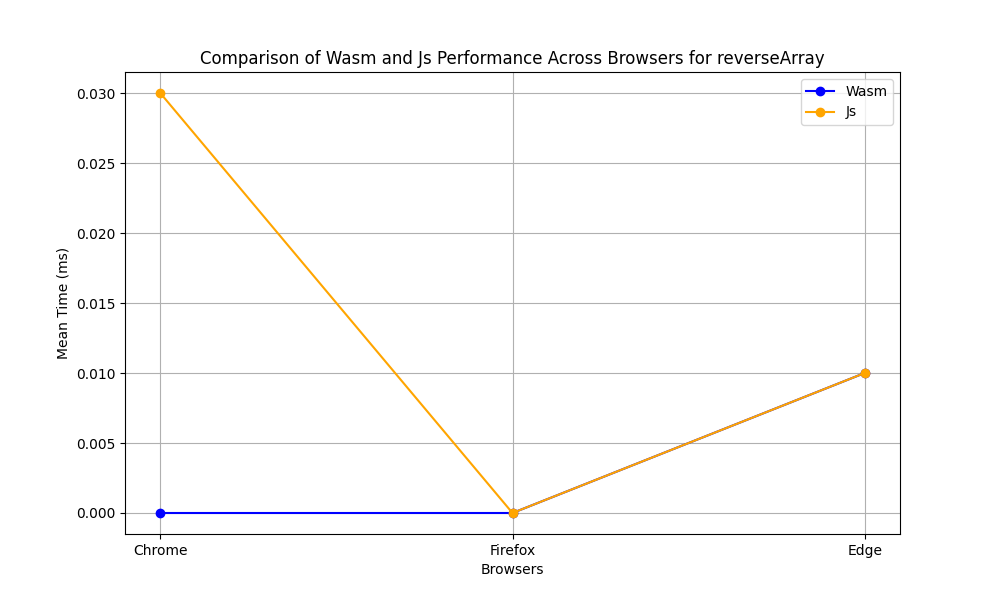 Comparison of Wasm and Js Performance Across Browsers for reverseArray
Wasm
Js
Mean Time (ms)
0.030
0.025
0.020
0.015
0.010
0.005
0.000
Chrome
Firefox
Edge
Browsers